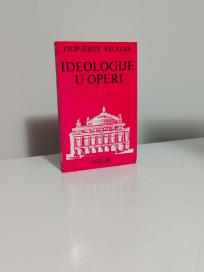 FILIP-ŽOZEF SALAZAR
IDEOLOGIJE
U OPERI
NOLIT